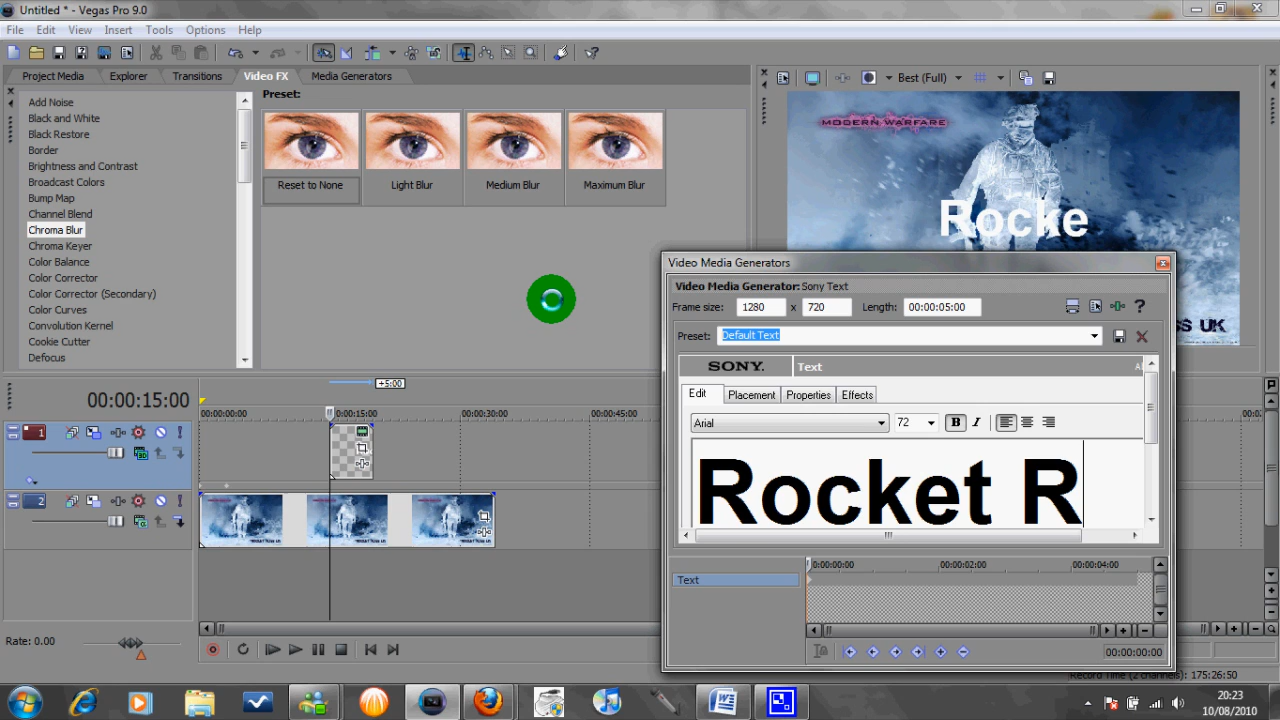 Untitled * - Vegas Pro 9.0
File Edit View Insert Tools Options Help
Project Media Explorer Transitions Video FX Media Generators
Preset:
Add Noise
Black and White
Black Restore
Border
Brightness and Contrast
Broadcast Colors
Bump Map
Channel Blend
Chroma Blur
Chroma Keyer
Color Balance
Color Corrector
Color Corrector (Secondary)
Color Curves
Convolution Kernel
Cookie Cutter
Defocus
Reset to None Light Blur Medium Blur Maximum Blur
Best (Full)
MODERN WARFARE
Rocke
SS UK
Video Media Generators
Video Media Generator: Sony Text
Frame size: 1280 x 720 Length: 00:00:05:00
Preset: Default Text
SONY. Text
Edit Placement Properties Effects
Arial 72 B I
Rocket R
Text
0:00:00:00 00:00:02:00 00:00:04:00
00:00:00:00
+5:00
00:00:15:00
00:00:00:00 0:00:15:00 00:00:30:00 00:00:45:00 00:0
1
2
Rate: 0.00
Record Time (2 channels): 175:26:50
20:23
10/08/2010